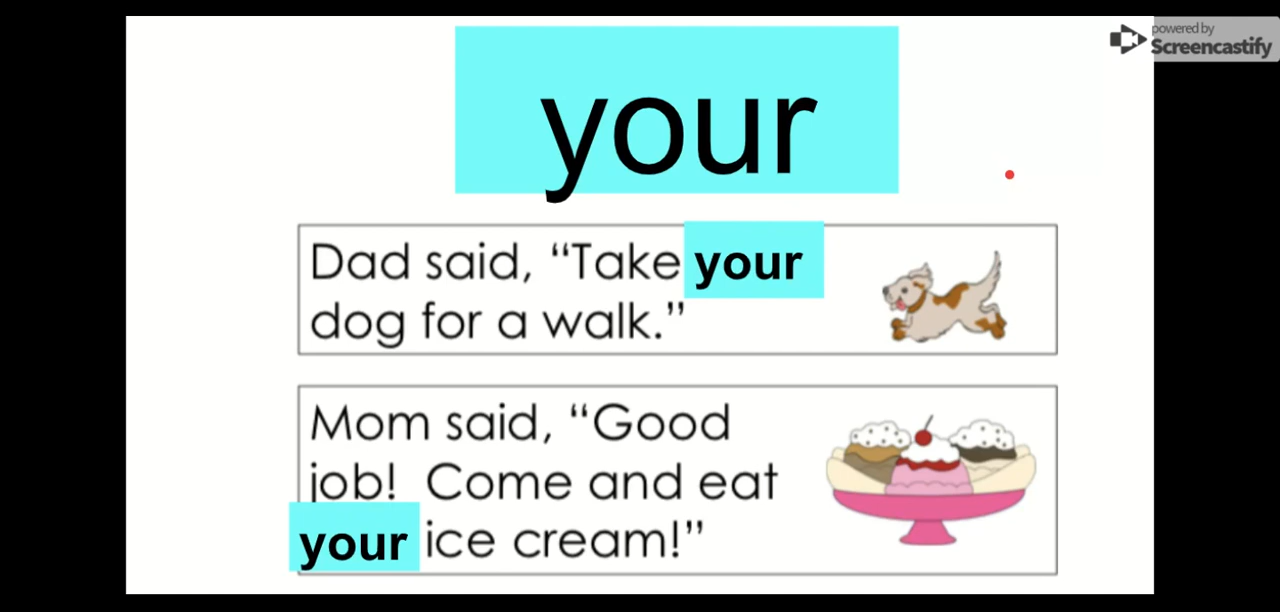 powered by
Screencastify
your
Dad said, “Take your
dog for a walk.”
Mom said, “Good
job!  Come and eat
your ice cream!”